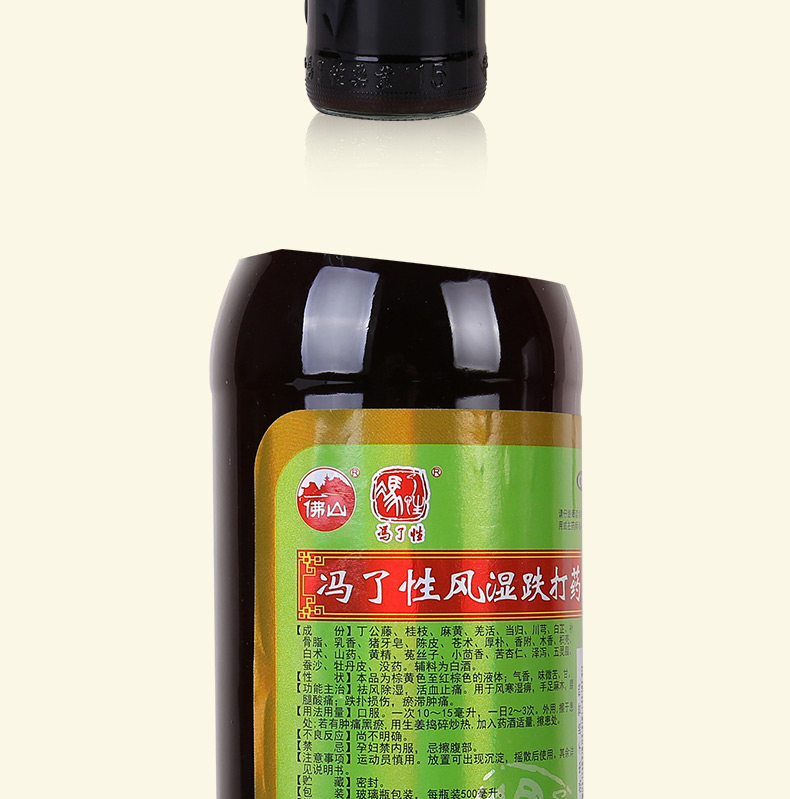 冯了性 15
佛山
®
®
冯了性
冯了性风湿跌打药
【成 份】丁公藤、桂枝、麻黄、羌活、当归、川芎、白芷、
骨脂、乳香、猪牙皂、陈皮、苍术、厚朴、香附、木香、枳壳、
白术、山药、黄精、菟丝子、小茴香、苦杏仁、泽泻、五灵脂
蚕沙、牡丹皮、没药。辅料为白酒。
【性 状】本品为棕黄色至红棕色的液体;气香,味微苦、甘。
【功能主治】祛风除湿,活血止痛。用于风寒湿痹,手足麻木,
腿酸痛;跌扑损伤,瘀滞肿痛。
【用法用量】口服。一次10~15毫升,一日2~3次。外用,擦于患
处,若有肿痛黑瘀,用生姜捣碎炒热,加入药酒适量,擦患处。
【不良反应】尚不明确。
【禁 忌】孕妇禁内服,忌擦腹部。
【注意事项】运动员慎用。放置可出现沉淀,摇散后使用,其余详
见说明书。
【贮 藏】密封。
【包 装】玻璃瓶包装,每瓶装500毫升。